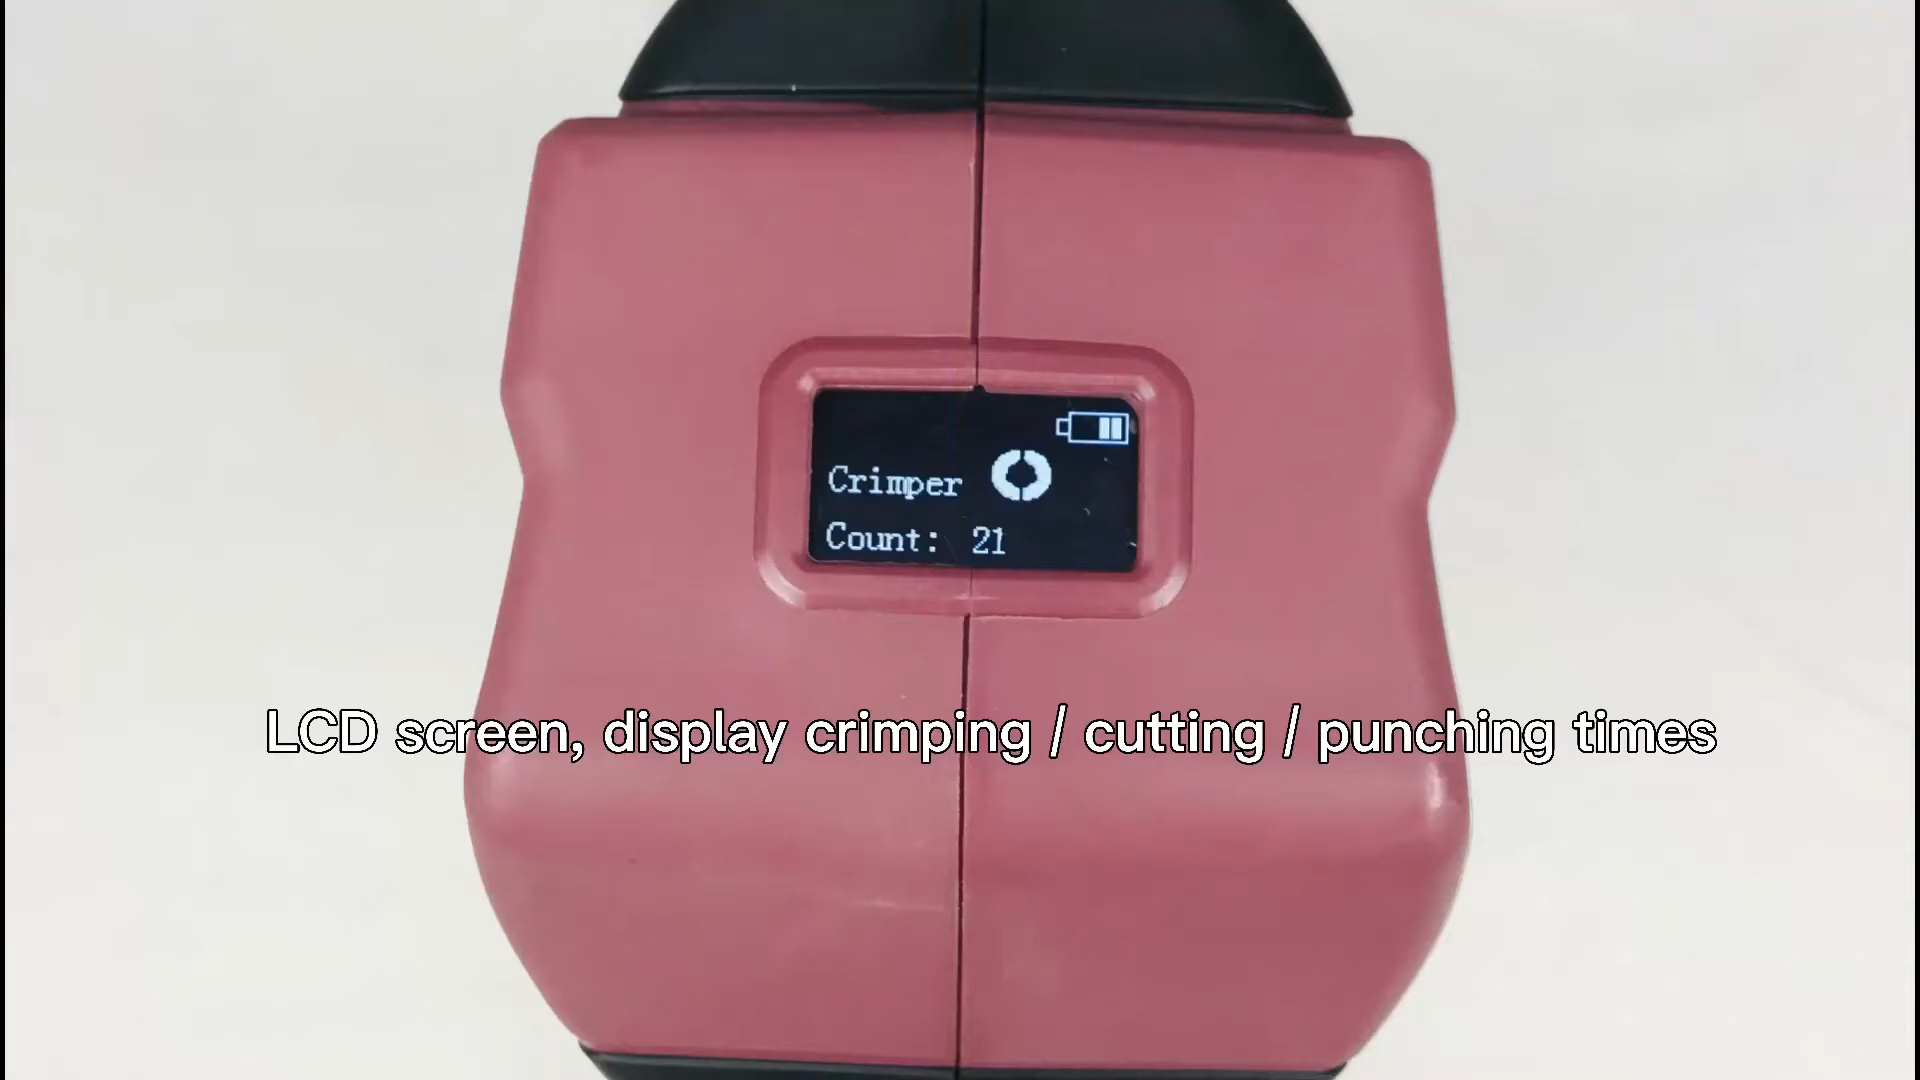 Crimper
Count: 21
LCD screen, display crimping / cutting / punching times